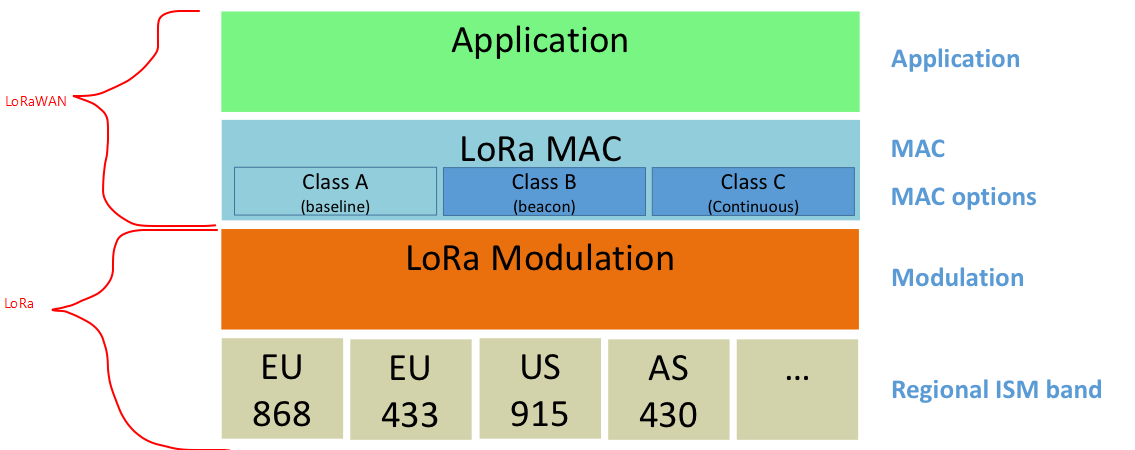 Application
Application
LoRaWAN
LoRa MAC
MAC
Class A
(baseline)
Class B
(beacon)
Class C
(Continuous)
MAC options
LoRa Modulation
Modulation
LoRa
EU
868
EU
433
US
915
AS
430
...
Regional ISM band